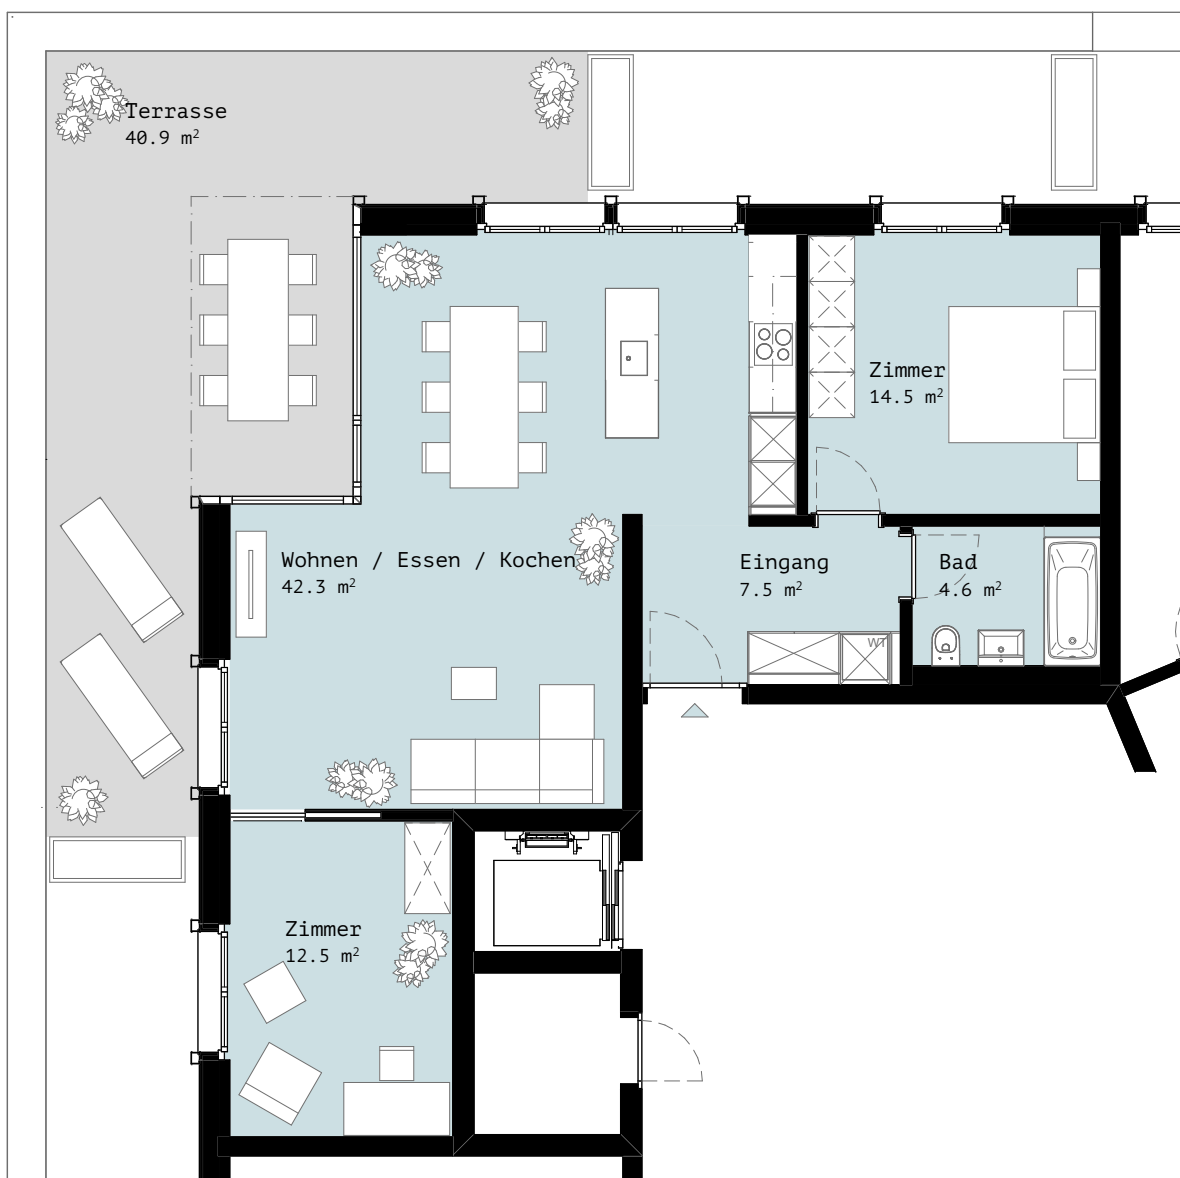 Terrasse
40.9 m²
Zimmer
14.5 m²
Wohnen / Essen / Kochen
42.3 m²
Eingang
7.5 m²
Bad
4.6 m²
WT
Zimmer
12.5 m²